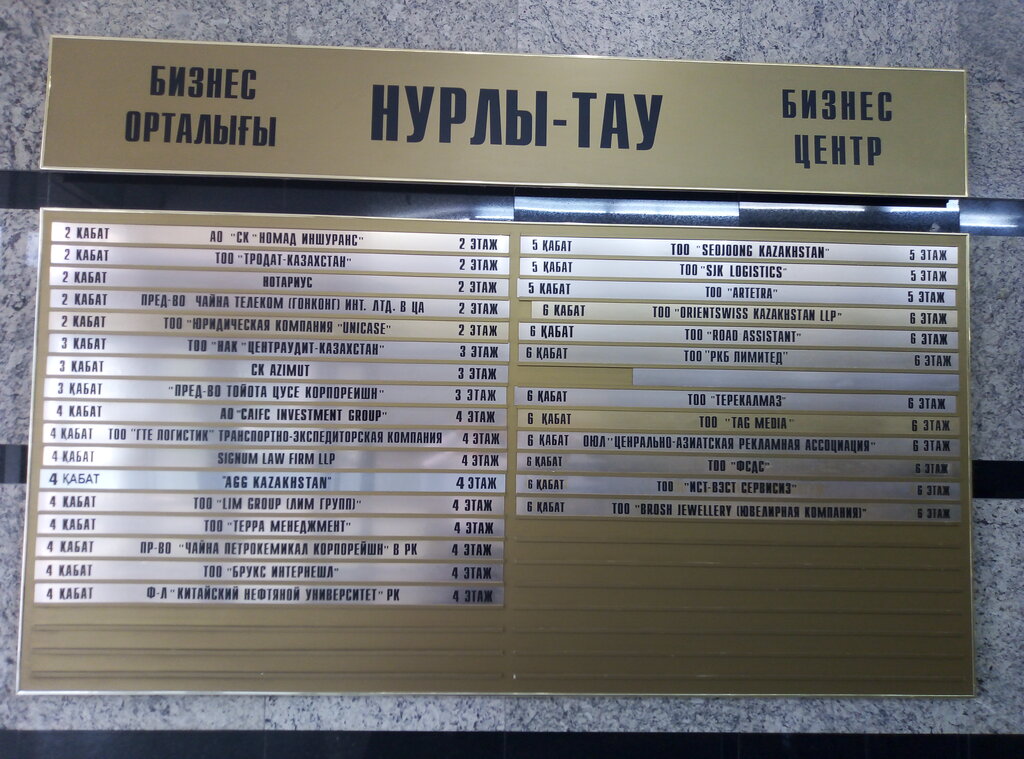 БИЗНЕС ОРТАЛЫҒЫ
НУРЛЫ-ТАУ
БИЗНЕС ЦЕНТР
2 ҚАБАТ АО "СК "НОМАД ИНШУРАНС" 2 ЭТАЖ
2 ҚАБАТ ТОО "ТРОДАТ-КАЗАХСТАН" 2 ЭТАЖ
2 ҚАБАТ НОТАРИУС 2 ЭТАЖ
2 ҚАБАТ ПРЕД-ВО ЧАЙНА ТЕЛЕКОМ (ГОНКОНГ) ИНТ. ЛТД. В ЦА 2 ЭТАЖ
2 ҚАБАТ ТОО "ЮРИДИЧЕСКАЯ КОМПАНИЯ "UNICASE" 2 ЭТАЖ
3 ҚАБАТ ТОО "НАК "ЦЕНТРАУДИТ-КАЗАХСТАН" 3 ЭТАЖ
3 ҚАБАТ СК AZIMUT 3 ЭТАЖ
3 ҚАБАТ "ПРЕД-ВО ТОЙОТА ЦУСЕ КОРПОРЕЙШН" 3 ЭТАЖ
4 ҚАБАТ АО "CAIFC INVESTMENT GROUP" 4 ЭТАЖ
4 ҚАБАТ ТОО "ГТЕ ЛОГИСТИК" ТРАНСПОРТНО-ЭКСПЕДИТОРСКАЯ КОМПАНИЯ 4 ЭТАЖ
4 ҚАБАТ SIGNUM LAW FIRM LLP 4 ЭТАЖ
4 ҚАБАТ "AGG KAZAKHSTAN" 4 ЭТАЖ
4 ҚАБАТ ТОО "LIM GROUP (ЛИМ ГРУПП)" 4 ЭТАЖ
4 ҚАБАТ ТОО "ТЕРРА МЕНЕДЖМЕНТ" 4 ЭТАЖ
4 ҚАБАТ ПР-ВО "ЧАЙНА ПЕТРОКЕМИКАЛ КОРПОРЕЙШН" В РК 4 ЭТАЖ
4 ҚАБАТ ТОО "БРУКС ИНТЕРНЕШЛ" 4 ЭТАЖ
4 ҚАБАТ Ф-Л "КИТАЙСКИЙ НЕФТЯНОЙ УНИВЕРСИТЕТ" РК 4 ЭТАЖ
5 ҚАБАТ ТОО "SEOJOONG KAZAKHSTAN" 5 ЭТАЖ
5 ҚАБАТ ТОО "SJK LOGISTICS" 5 ЭТАЖ
5 ҚАБАТ ТОО "ARTETRA" 5 ЭТАЖ
6 ҚАБАТ ТОО "ORIENTSWISS KAZAKHSTAN LLP" 6 ЭТАЖ
6 ҚАБАТ ТОО "ROAD ASSISTANT" 6 ЭТАЖ
6 ҚАБАТ ТОО "РКБ ЛИМИТЕД" 6 ЭТАЖ
6 ҚАБАТ ТОО "ТЕРЕКАЛМАЗ" 6 ЭТАЖ
6 ҚАБАТ ТОО "TAG MEDIA" 6 ЭТАЖ
6 ҚАБАТ ОЮЛ "ЦЕНРАЛЬНО-АЗИАТСКАЯ РЕКЛАМНАЯ АССОЦИАЦИЯ" 6 ЭТАЖ
6 ҚАБАТ ТОО "ФСДС" 6 ЭТАЖ
6 ҚАБАТ ТОО "ИСТ-ВЭСТ СЕРВИСИЗ" 6 ЭТАЖ
6 ҚАБАТ ТОО "BROSH JEWELLERY (ЮВЕЛИРНАЯ КОМПАНИЯ)" 6 ЭТАЖ